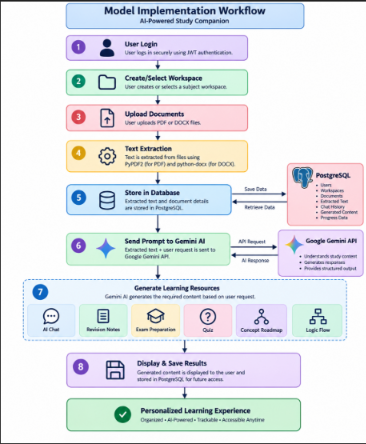 Model Implementation Workflow
AI-Powered Study Companion
1
User Login
User logs in securely using JWT authentication.
2
Create/Select Workspace
User creates or selects a subject workspace.
3
Upload Documents
User uploads PDF or DOCX files.
4
Text Extraction
Text is extracted from files using
PyPDF2 (for PDF) and python-docx (for DOCX).
5
Store in Database
Extracted text and document details
are stored in PostgreSQL.
Save Data
Retrieve Data
PostgreSQL
• Users
• Workspaces
• Documents
• Extracted Text
• Chat History
• Generated Content
• Progress Data
6
Send Prompt to Gemini AI
Extracted text + user request is sent to
Google Gemini API.
API Request
AI Response
Google Gemini API
• Understands study content
• Generates responses
• Provides structured output
7
Generate Learning Resources
Gemini AI generates the required content based on user request.
AI Chat
Revision Notes
Exam Preparation
Quiz
Concept Roadmap
Logic Flow
8
Display & Save Results
Generated content is displayed to the user and
stored in PostgreSQL for future access.
Personalized Learning Experience
Organized • AI-Powered • Trackable • Accessible Anytime